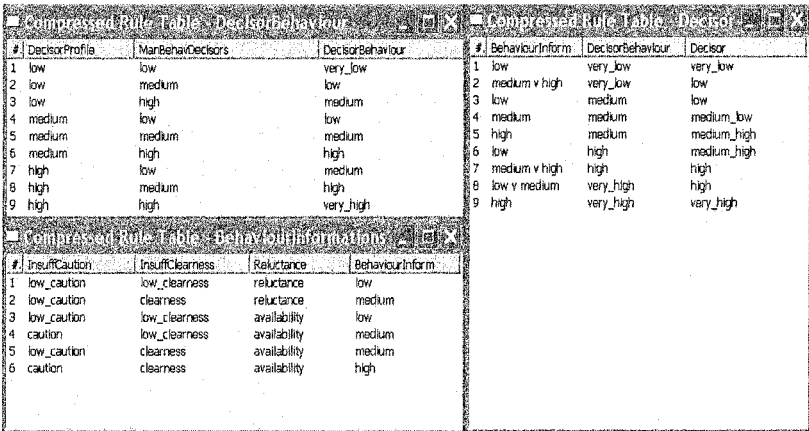 Compressed Rule Table - DecisorBehaviour
#. DecisorProfile ManBehavDecisors DecisorBehaviour
1 low low very_low
2 low medium low
3 low high medium
4 medium low low
5 medium medium medium
6 medium high high
7 high low medium
8 high medium high
9 high high very_high
Compressed Rule Table - BehaviourInformations
#. InsuffCaution InsuffClearness Reluctance BehaviourInform
1 low_caution low_clearness reluctance low
2 low_caution clearness reluctance medium
3 low_caution low_clearness availability low
4 caution low_clearness availability medium
5 low_caution clearness availability medium
6 caution clearness availability high
Compressed Rule Table - Decisor
#. BehaviourInform DecisorBehaviour Decisor
1 low very_low very_low
2 medium v high very_low low
3 low medium low
4 medium medium medium_low
5 high medium medium_high
6 low high medium_high
7 medium v high high high
8 low v medium very_high high
9 high very_high very_high